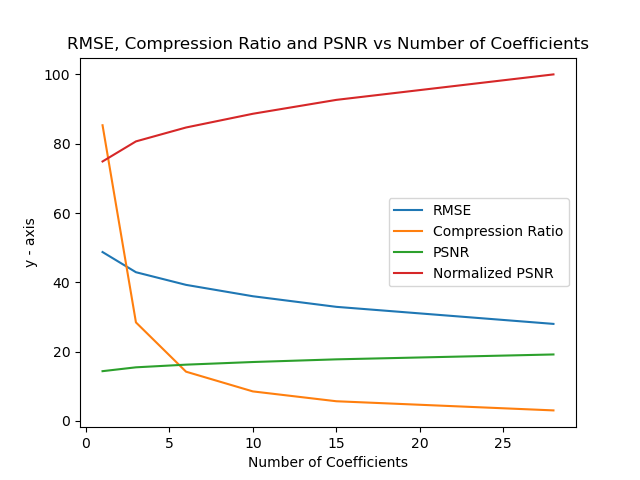 RMSE, Compression Ratio and PSNR vs Number of Coefficients
100
80
60
40
20
0
y - axis
RMSE
Compression Ratio
PSNR
Normalized PSNR
0 5 10 15 20 25
Number of Coefficients